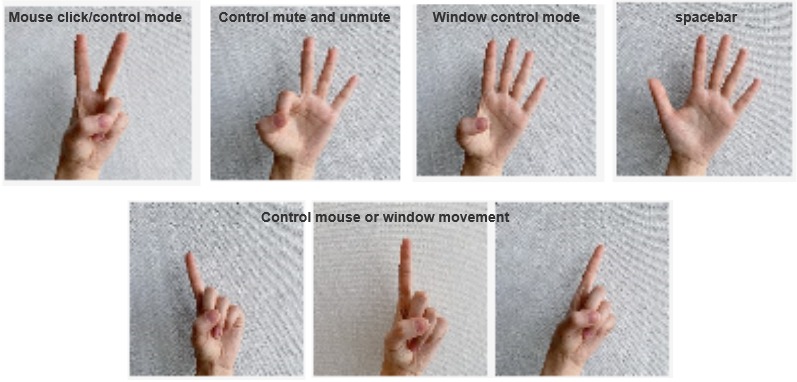 Mouse click/control mode
Control mute and unmute
Window control mode
spacebar
Control mouse or window movement